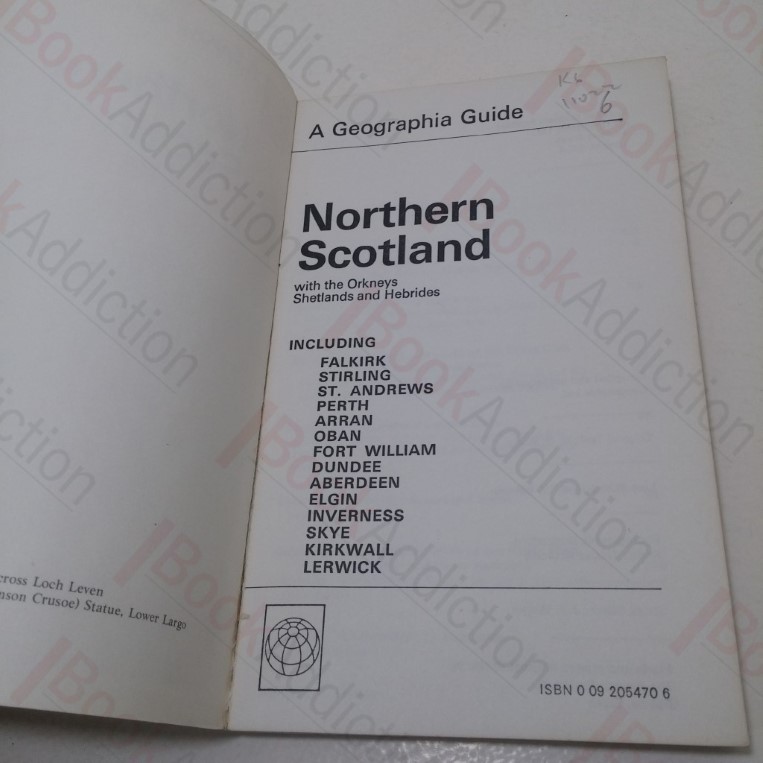 cross Loch Leven
nson Crusoe) Statue, Lower Largo
A Geographia Guide
Northern
Scotland
with the Orkneys
Shetlands and Hebrides
INCLUDING
FALKIRK
STIRLING
ST. ANDREWS
PERTH
ARRAN
OBAN
FORT WILLIAM
DUNDEE
ABERDEEN
ELGIN
INVERNESS
SKYE
KIRKWALL
LERWICK
ISBN 0 09 205470 6
BookAddiction